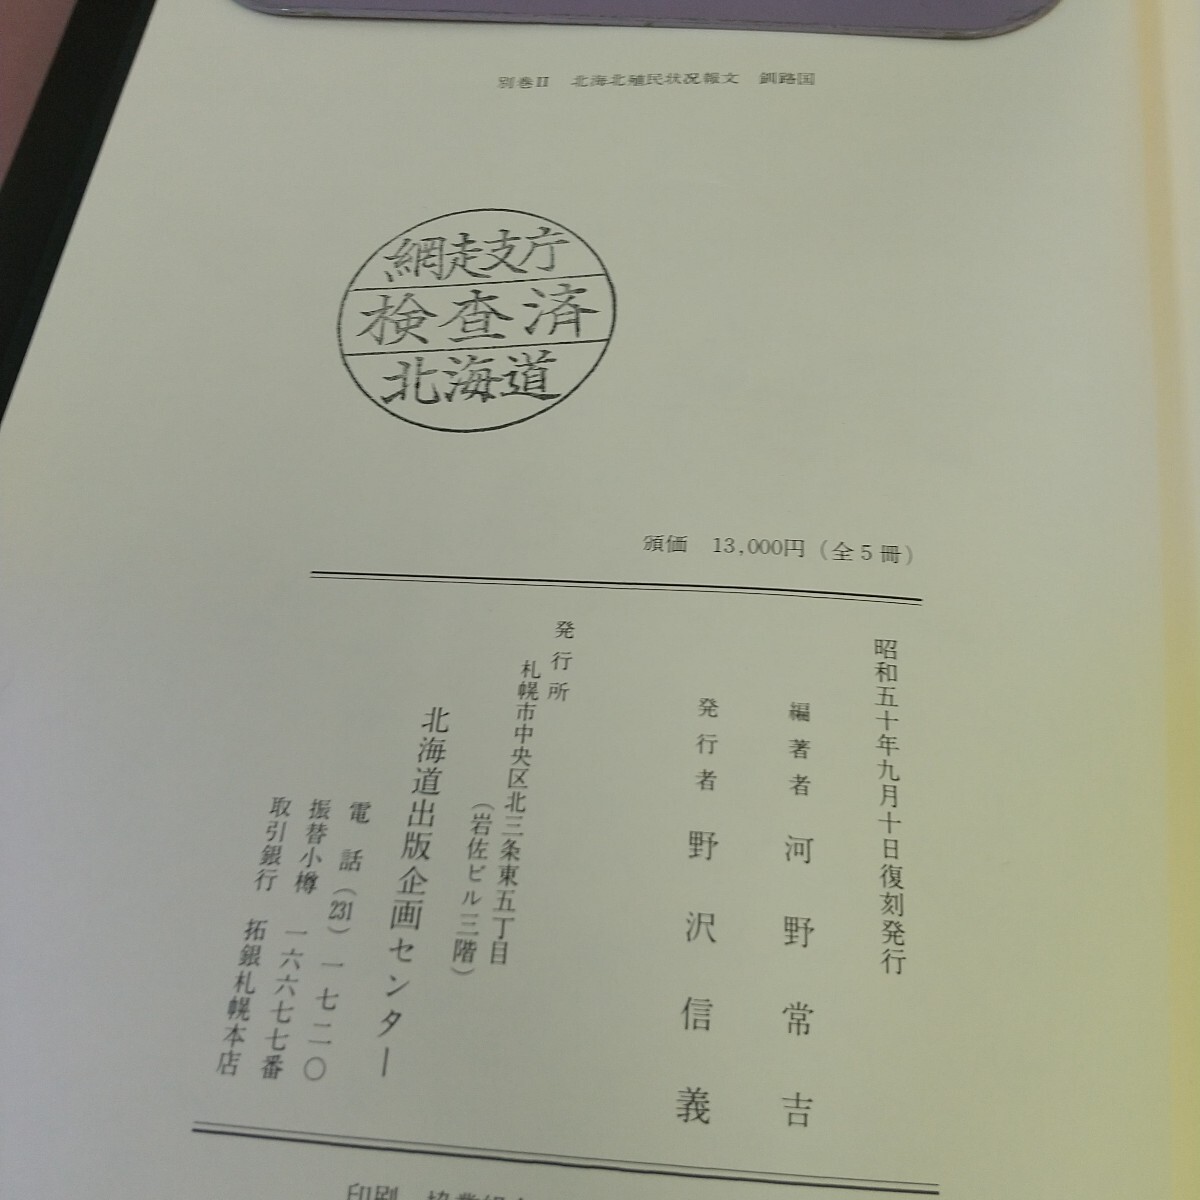 別巻II 北海北殖民状况報文 釧路国
網走支庁
検査済
北海道
頒価 13,000円（全5冊）
昭和五十年九月十日復刻発行
編著者 河野常吉
発行者 野沢信義
発行所
札幌市中央区北三条東五丁目
（岩佐ビル三階）
北海道出版企画センター
電話（231）一七二〇
振替小樽 一六六七七番
取引銀行 拓銀札幌本店
印刷